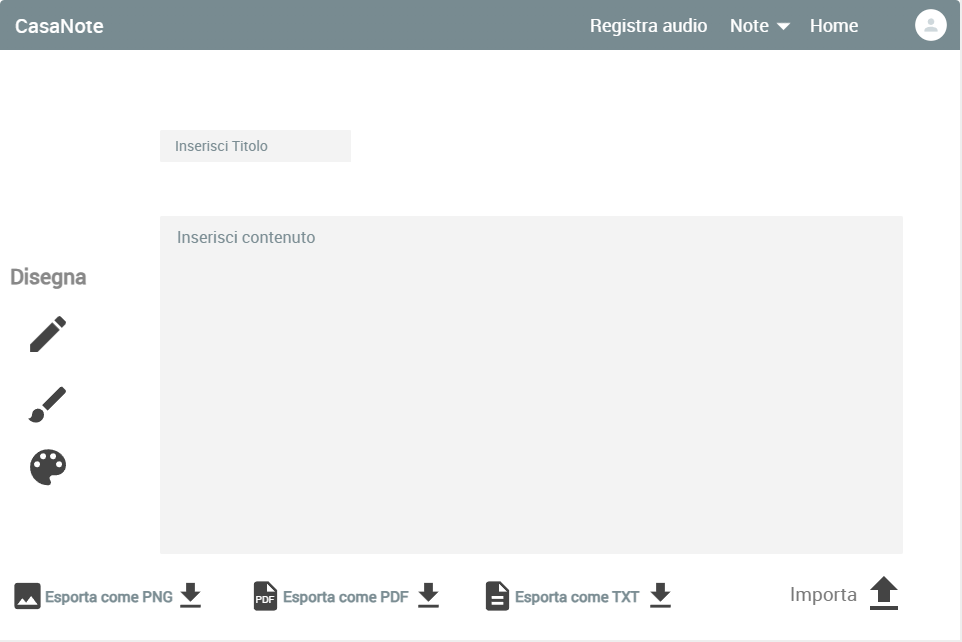 CasaNote
Registra audio Note Home
Inserisci Titolo
Inserisci contenuto
Disegna
Esporta come PNG
PDF Esporta come PDF
Esporta come TXT
Importa